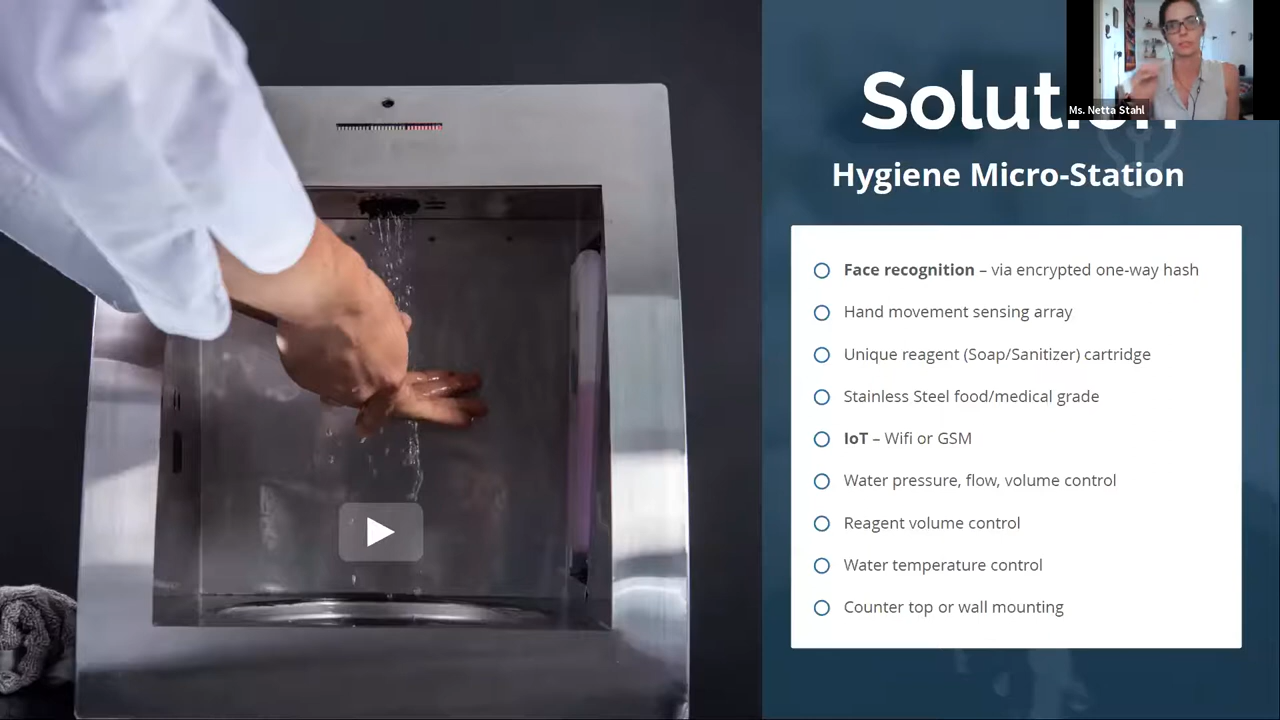 Solution
Ms. Netta Stahl
Hygiene Micro-Station
Face recognition – via encrypted one-way hash
Hand movement sensing array
Unique reagent (Soap/Sanitizer) cartridge
Stainless Steel food/medical grade
IoT – Wifi or GSM
Water pressure, flow, volume control
Reagent volume control
Water temperature control
Counter top or wall mounting